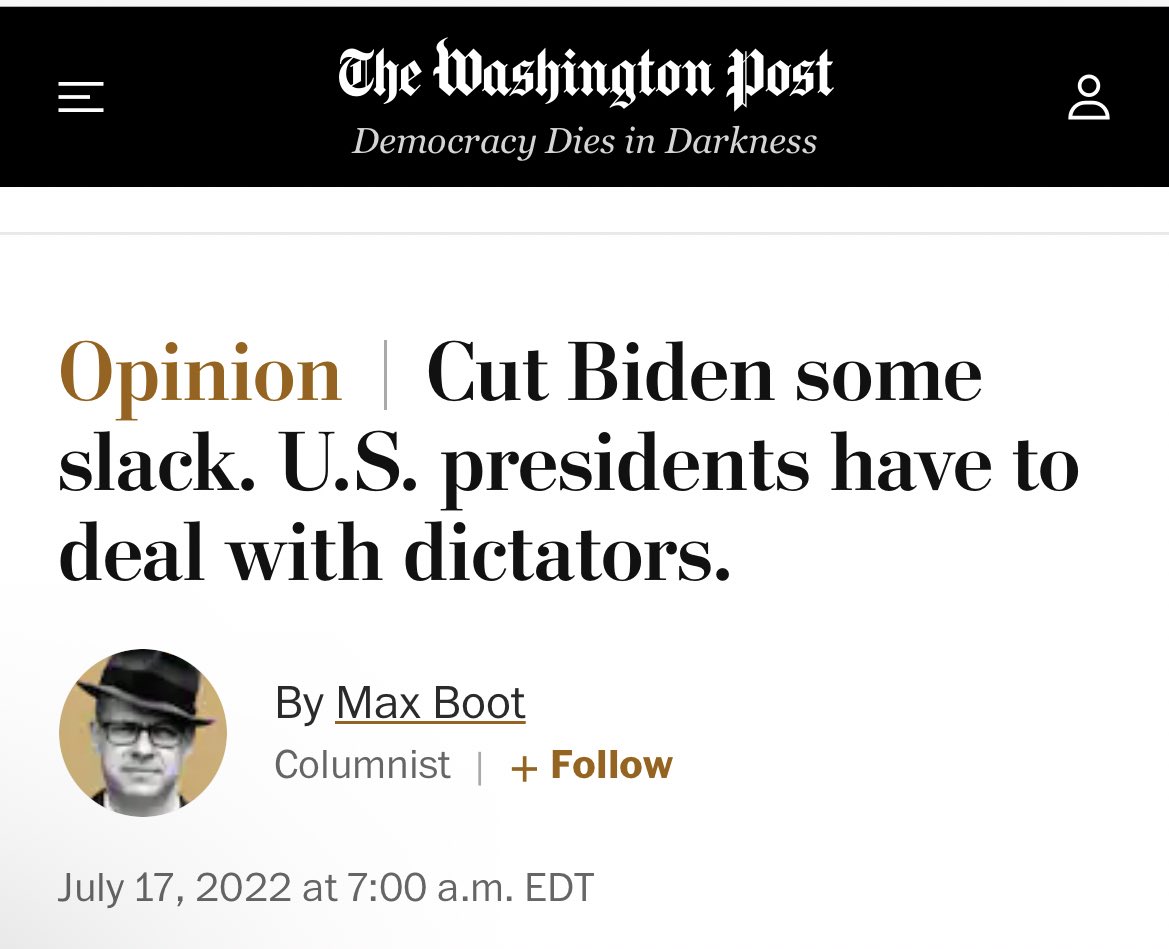 The Washington Post
Democracy Dies in Darkness
Opinion | Cut Biden some
slack. U.S. presidents have to
deal with dictators.
By Max Boot
Columnist | + Follow
July 17, 2022 at 7:00 a.m. EDT